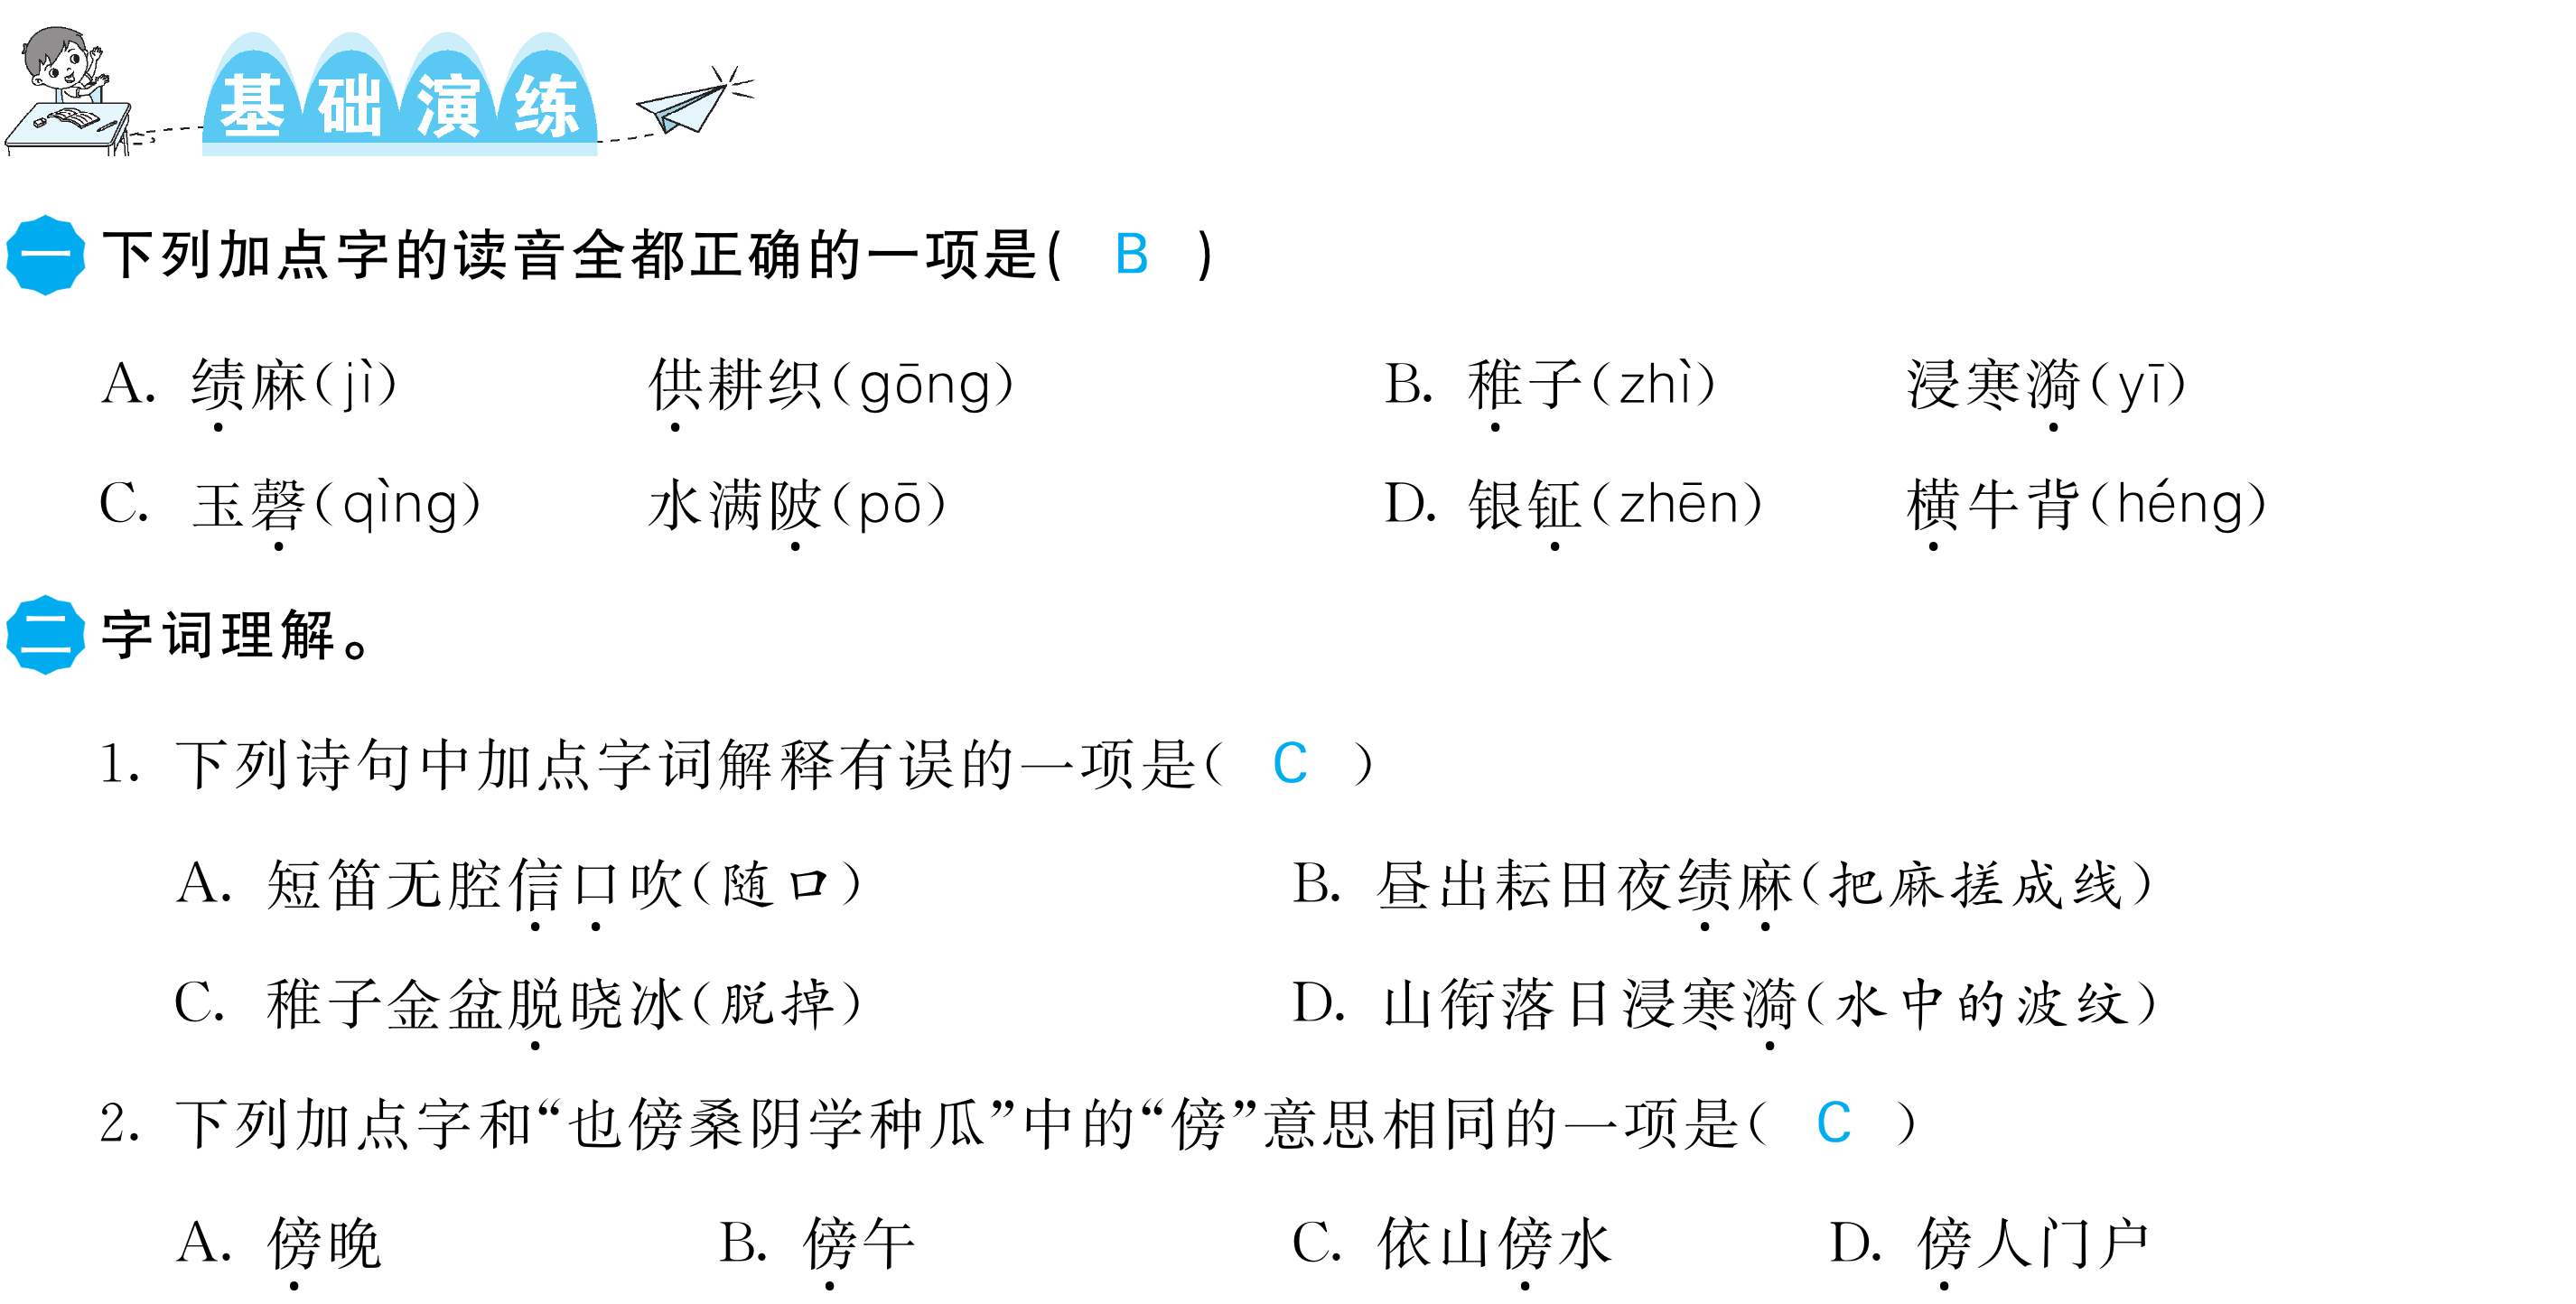 基础演练
一 下列加点字的读音全都正确的一项是( B )
A. 绩麻(jì) 供耕织(gōng) B. 稚子(zhì) 浸寒漪(yī)
C. 玉磬(qìng) 水满陂(pō) D. 银钲(zhēn) 横牛背(héng)
二 字词理解。
1. 下列诗句中加点字词解释有误的一项是( C )
A. 短笛无腔信口吹(随口) B. 昼出耘田夜绩麻(把麻搓成线)
C. 稚子金盆脱晓冰(脱掉) D. 山衔落日浸寒漪(水中的波纹)
2. 下列加点字和“也傍桑阴学种瓜”中的“傍”意思相同的一项是( C )
A. 傍晚 B. 傍午 C. 依山傍水 D. 傍人门户